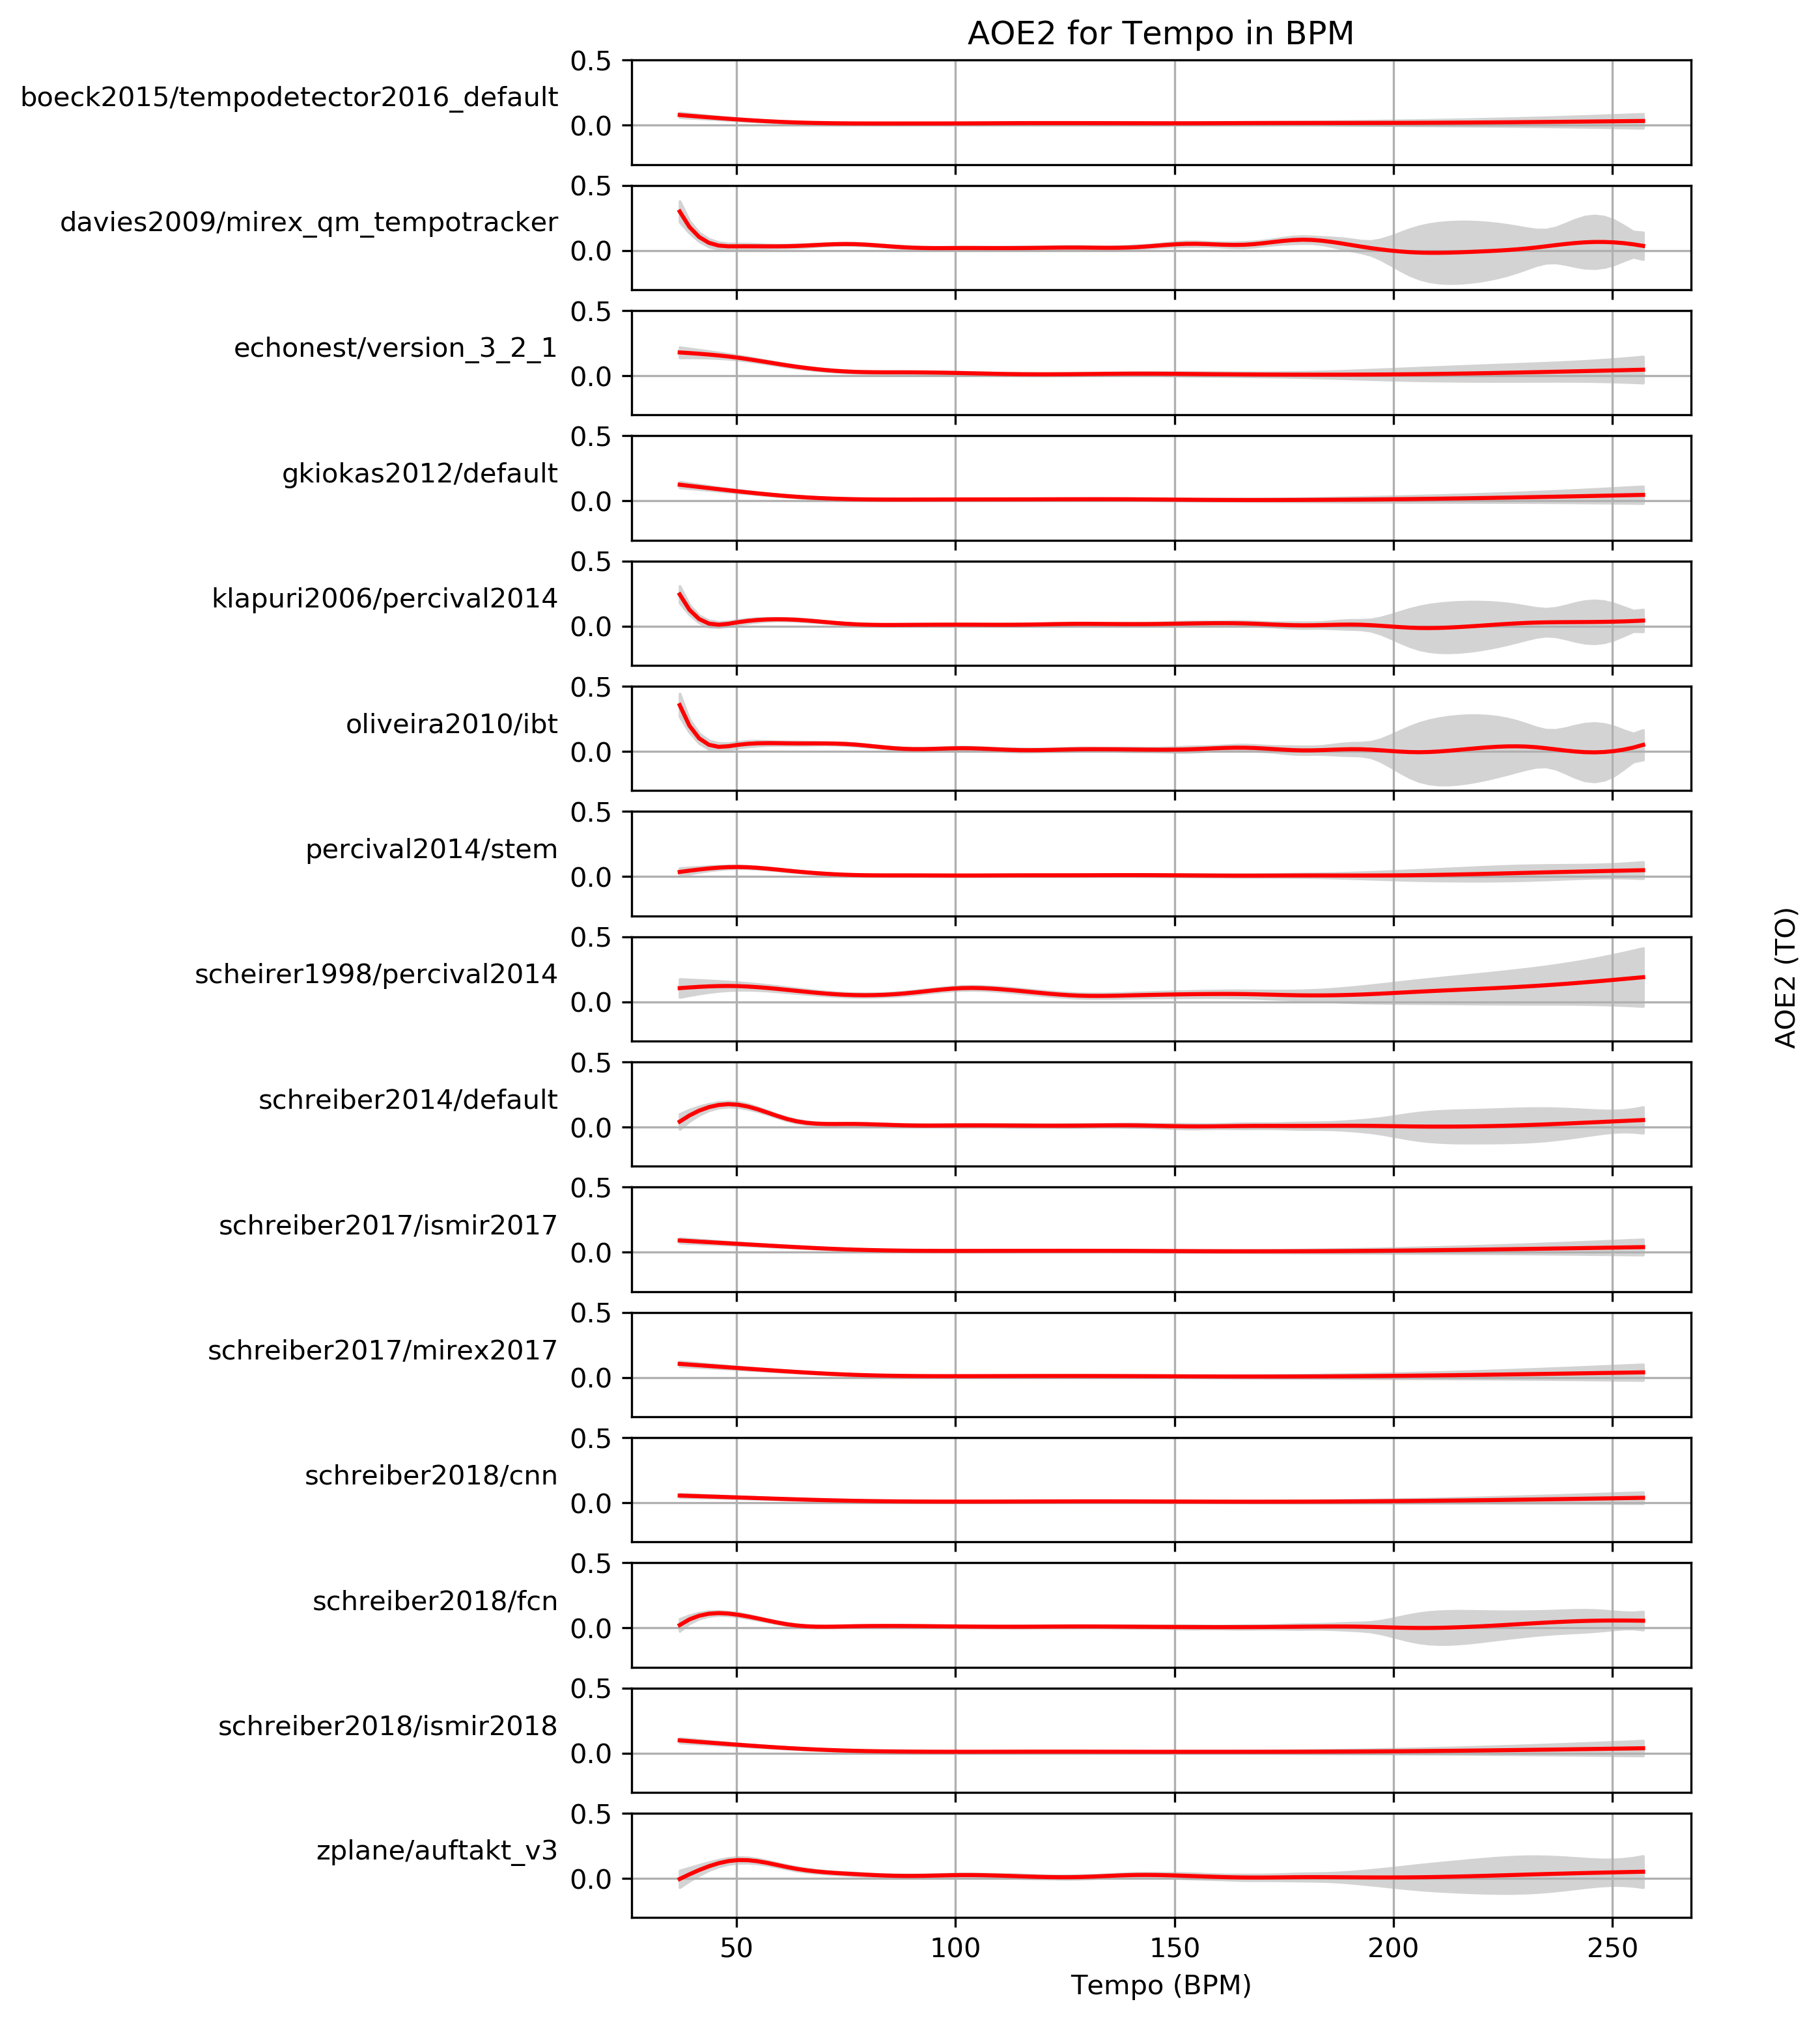 AOE2 for Tempo in BPM
0.5
boeck2015/tempodetector2016_default
0.0
0.5
davies2009/mirex_qm_tempotracker
0.0
0.5
echonest/version_3_2_1
0.0
0.5
gkiokas2012/default
0.0
0.5
klapuri2006/percival2014
0.0
0.5
oliveira2010/ibt
0.0
0.5
percival2014/stem
0.0
0.5
scheirer1998/percival2014
0.0
AOE2 (TO)
0.5
schreiber2014/default
0.0
0.5
schreiber2017/ismir2017
0.0
0.5
schreiber2017/mirex2017
0.0
0.5
schreiber2018/cnn
0.0
0.5
schreiber2018/fcn
0.0
0.5
schreiber2018/ismir2018
0.0
0.5
zplane/auftakt_v3
0.0
50 100 150 200 250
Tempo (BPM)